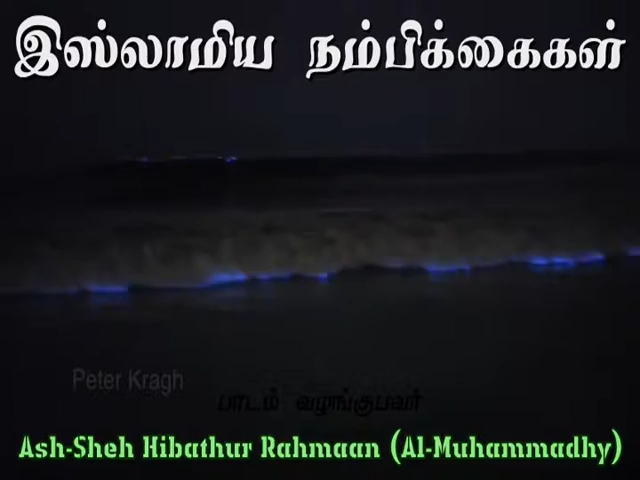 இஸ்லாமிய நம்பிக்கைகள்
Peter Kragh
பாடம் வழங்குபவர்
Ash-Sheh Hibathur Rahmaan (Al-Muhammadhy)